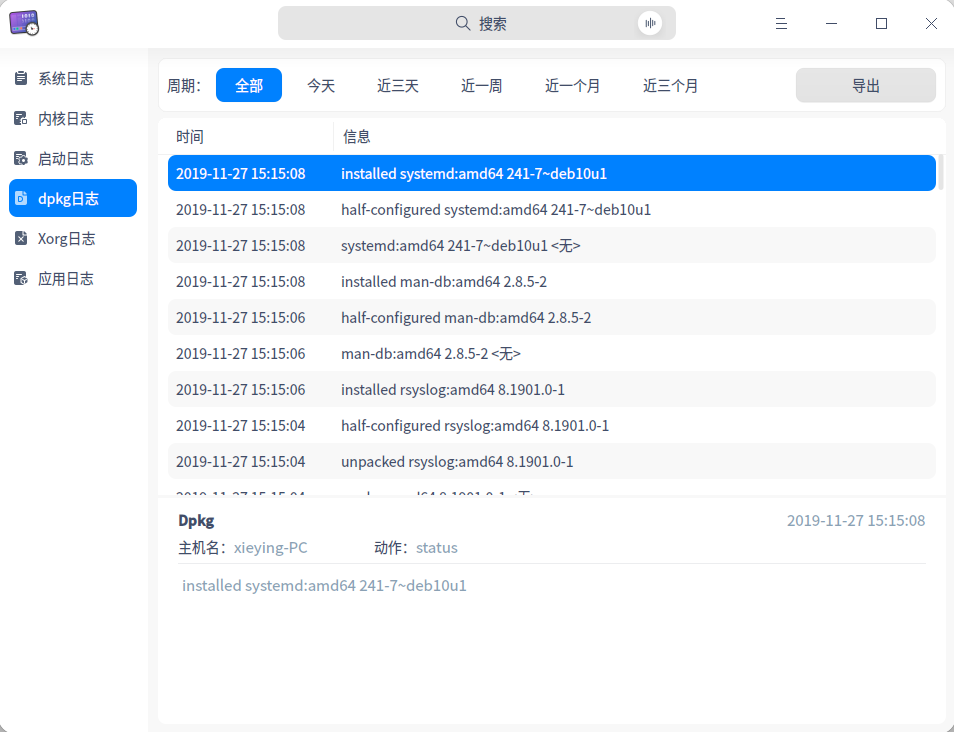 搜索
系统日志
内核日志
启动日志
dpkg日志
Xorg日志
应用日志
周期： 全部 今天 近三天 近一周 近一个月 近三个月 导出
时间 信息
2019-11-27 15:15:08 installed systemd:amd64 241-7~deb10u1
2019-11-27 15:15:08 half-configured systemd:amd64 241-7~deb10u1
2019-11-27 15:15:08 systemd:amd64 241-7~deb10u1 <无>
2019-11-27 15:15:08 installed man-db:amd64 2.8.5-2
2019-11-27 15:15:06 half-configured man-db:amd64 2.8.5-2
2019-11-27 15:15:06 man-db:amd64 2.8.5-2 <无>
2019-11-27 15:15:06 installed rsyslog:amd64 8.1901.0-1
2019-11-27 15:15:04 half-configured rsyslog:amd64 8.1901.0-1
2019-11-27 15:15:04 unpacked rsyslog:amd64 8.1901.0-1
Dpkg 2019-11-27 15:15:08
主机名： xieying-PC 动作： status
installed systemd:amd64 241-7~deb10u1